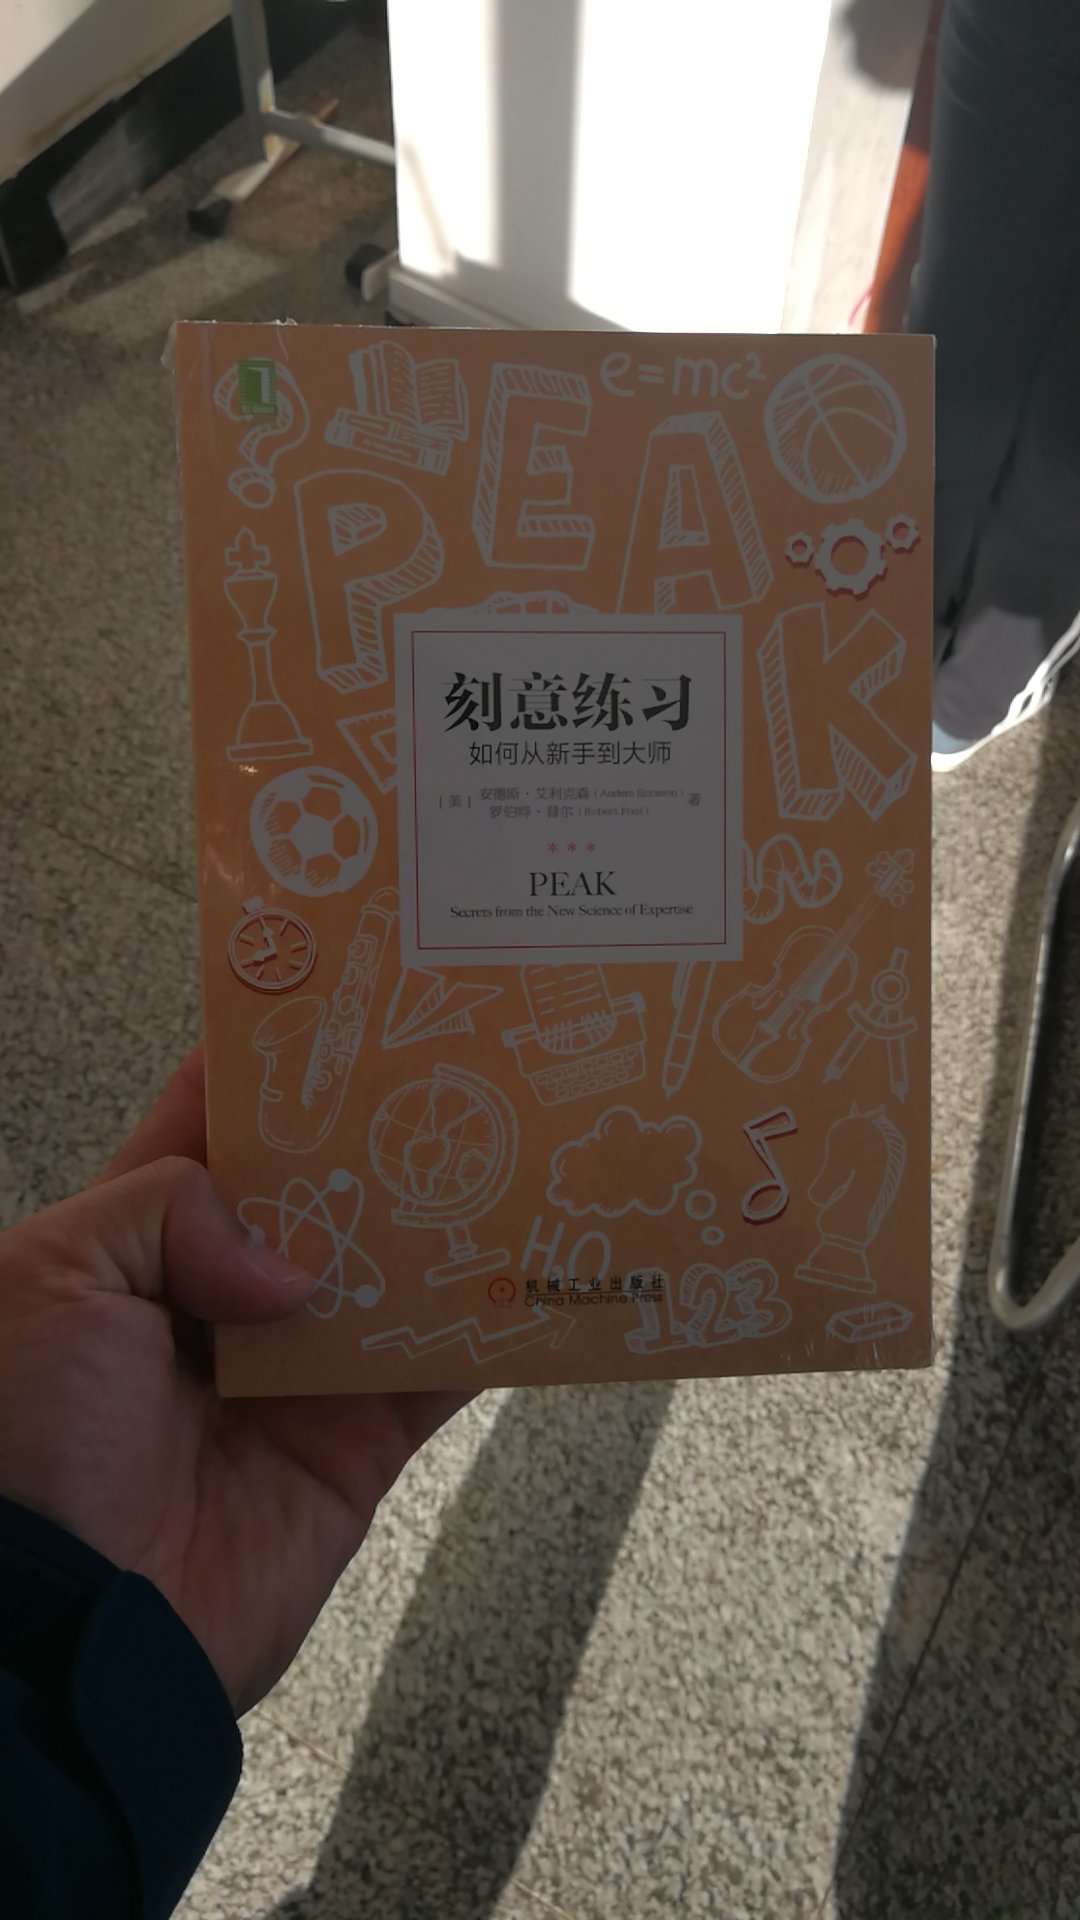 e=mc²
PEAK
刻意练习
如何从新手到大师
[美] 安德斯·艾利克森(Anders Ericsson)
罗伯特·普尔(Robert Pool) 著
***
PEAK
Secrets from the New Science of Expertise
H₂O
机械工业出版社
China Machine Press
123